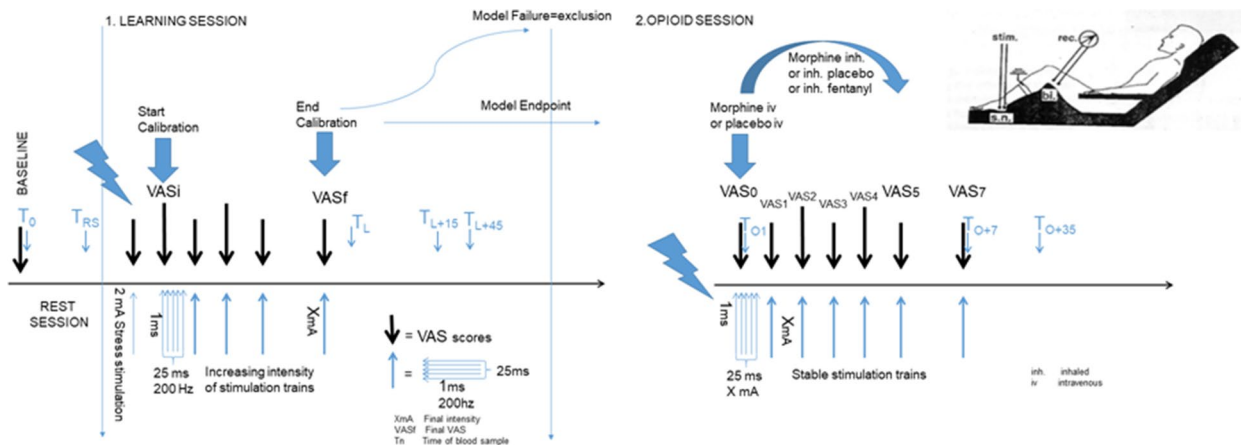 1. LEARNING SESSION
Model Failure=exclusion
BASELINE
Start
Calibration
End
Calibration
Model Endpoint
VASi
VASf
T0
TRS
TL
TL+15
TL+45
REST
SESSION
2 mA Stress stimulation
1ms
25 ms
200 Hz
Increasing intensity
of stimulation trains
XmA
= VAS scores
=
25ms
1ms
200hz
XmA Final intensity
VASf Final VAS
Tn Time of blood sample
2.OPIOID SESSION
Morphine inh.
or inh. placebo
or inh. fentanyl
Morphine iv
or placebo iv
stim.
rec.
bl.
s.n.
VAS0
VAS1
VAS2
VAS3
VAS4
VAS5
VAS7
TO1
TO+7
TO+35
1ms
XmA
25 ms
X mA
Stable stimulation trains
inh. inhaled
iv intravenous